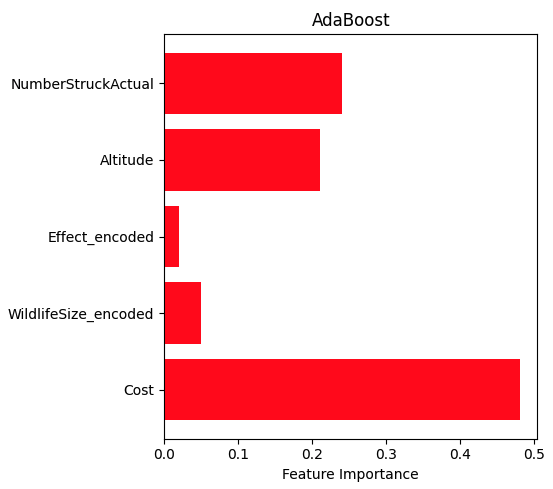 AdaBoost
NumberStruckActual
Altitude
Effect_encoded
WildlifeSize_encoded
Cost
0.0 0.1 0.2 0.3 0.4 0.5
Feature Importance